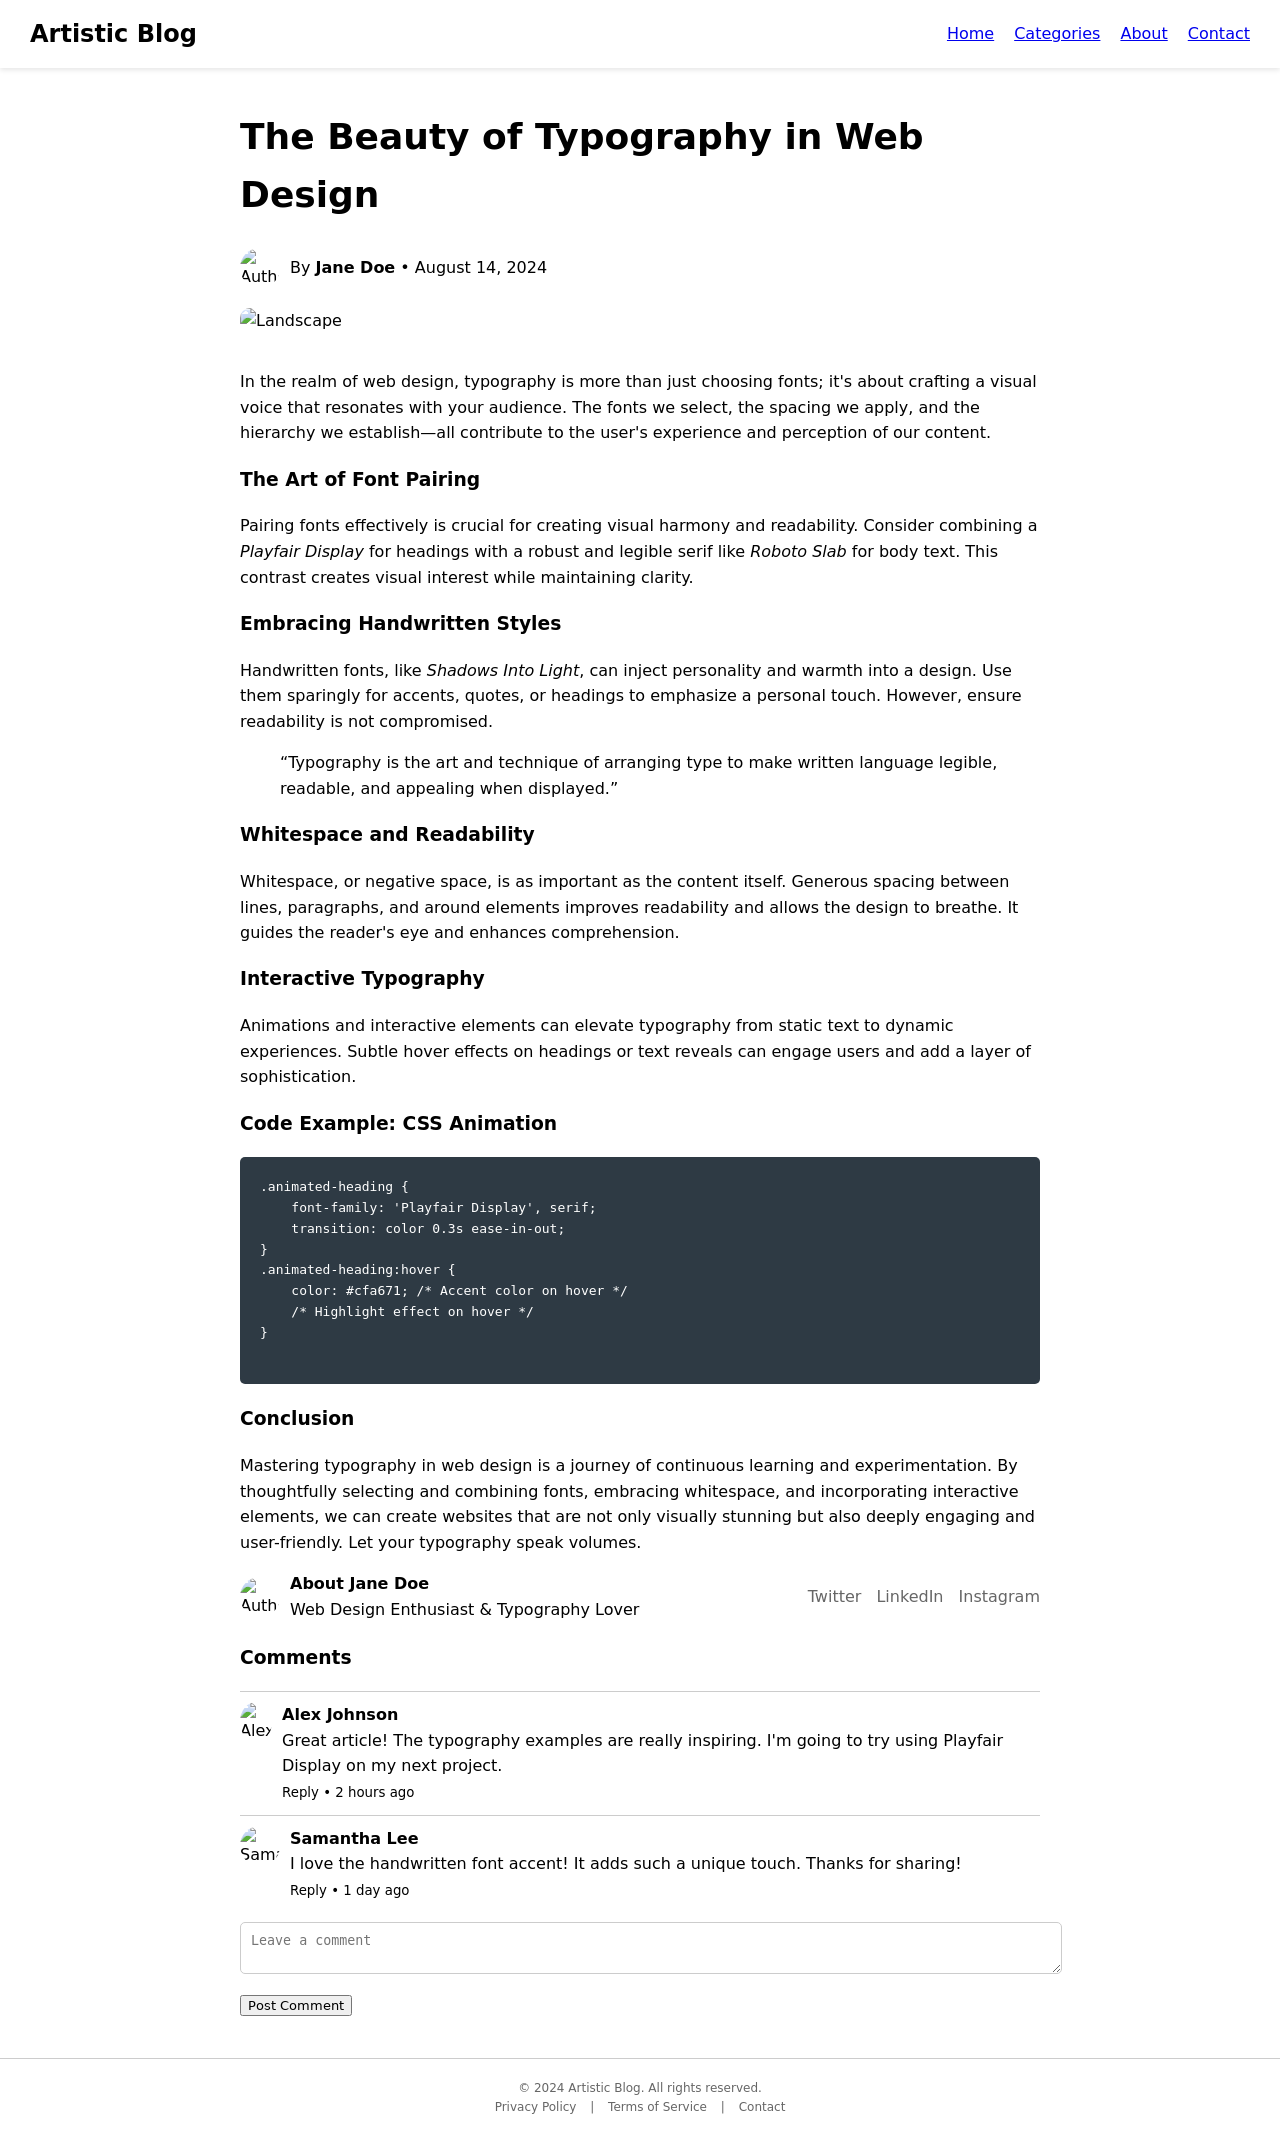 Artistic Blog
Home Categories About Contact
The Beauty of Typography in Web
Design
Auth
By Jane Doe • August 14, 2024
Landscape
In the realm of web design, typography is more than just choosing fonts; it's about crafting a visual
voice that resonates with your audience. The fonts we select, the spacing we apply, and the
hierarchy we establish—all contribute to the user's experience and perception of our content.
The Art of Font Pairing
Pairing fonts effectively is crucial for creating visual harmony and readability. Consider combining a
Playfair Display for headings with a robust and legible serif like Roboto Slab for body text. This
contrast creates visual interest while maintaining clarity.
Embracing Handwritten Styles
Handwritten fonts, like Shadows Into Light, can inject personality and warmth into a design. Use
them sparingly for accents, quotes, or headings to emphasize a personal touch. However, ensure
readability is not compromised.
“Typography is the art and technique of arranging type to make written language legible,
readable, and appealing when displayed.”
Whitespace and Readability
Whitespace, or negative space, is as important as the content itself. Generous spacing between
lines, paragraphs, and around elements improves readability and allows the design to breathe. It
guides the reader's eye and enhances comprehension.
Interactive Typography
Animations and interactive elements can elevate typography from static text to dynamic
experiences. Subtle hover effects on headings or text reveals can engage users and add a layer of
sophistication.
Code Example: CSS Animation
.animated-heading {
    font-family: 'Playfair Display', serif;
    transition: color 0.3s ease-in-out;
}
.animated-heading:hover {
    color: #cfa671; /* Accent color on hover */
    /* Highlight effect on hover */
}
Conclusion
Mastering typography in web design is a journey of continuous learning and experimentation. By
thoughtfully selecting and combining fonts, embracing whitespace, and incorporating interactive
elements, we can create websites that are not only visually stunning but also deeply engaging and
user-friendly. Let your typography speak volumes.
Auth
About Jane Doe
Web Design Enthusiast & Typography Lover
Twitter LinkedIn Instagram
Comments
Alex
Alex Johnson
Great article! The typography examples are really inspiring. I'm going to try using Playfair
Display on my next project.
Reply • 2 hours ago
Sama
Samantha Lee
I love the handwritten font accent! It adds such a unique touch. Thanks for sharing!
Reply • 1 day ago
Leave a comment
Post Comment
© 2024 Artistic Blog. All rights reserved.
Privacy Policy | Terms of Service | Contact